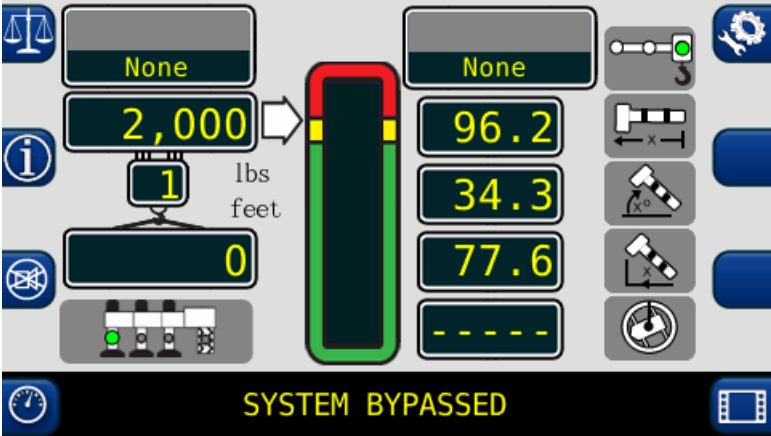 None
None
2,000
96.2
1
lbs
feet
34.3
0
77.6
-----
SYSTEM BYPASSED
x
x°
x
i